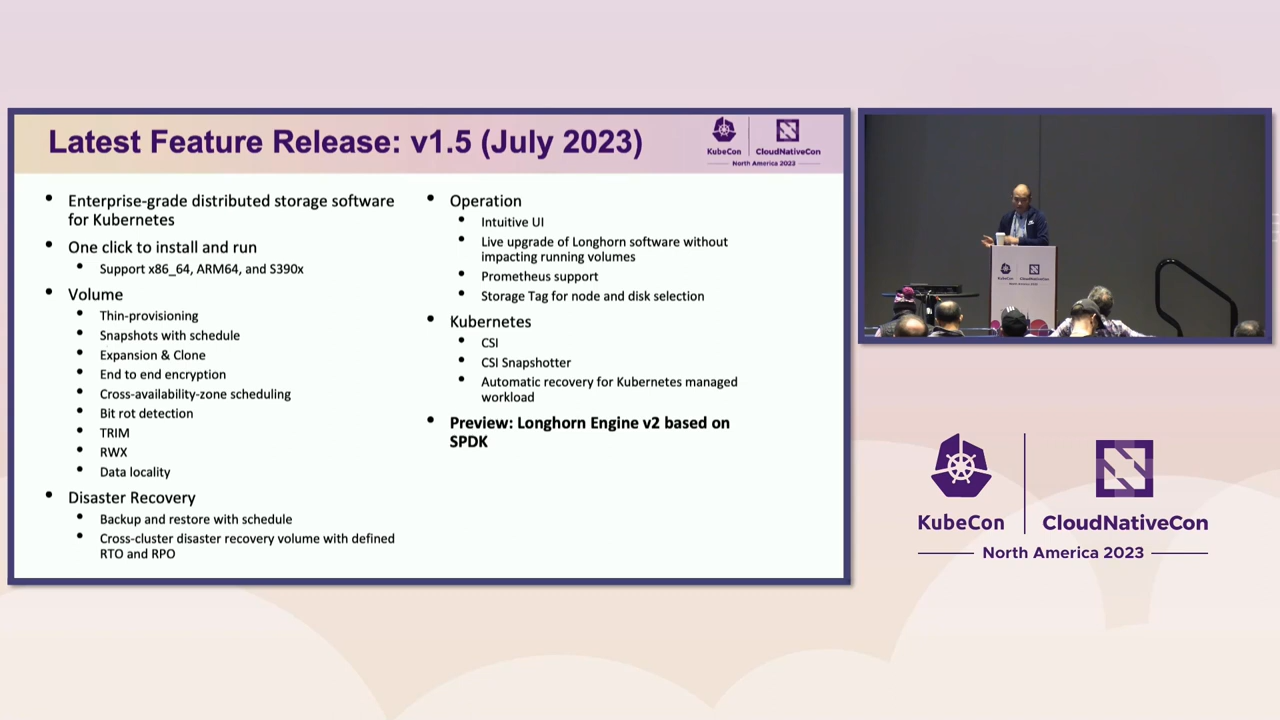 Latest Feature Release: v1.5 (July 2023)
KubeCon
CloudNativeCon
North America 2023
• Enterprise-grade distributed storage software
for Kubernetes
• One click to install and run
• Support x86_64, ARM64, and S390x
• Volume
• Thin-provisioning
• Snapshots with schedule
• Expansion & Clone
• End to end encryption
• Cross-availability-zone scheduling
• Bit rot detection
• TRIM
• RWX
• Data locality
• Disaster Recovery
• Backup and restore with schedule
• Cross-cluster disaster recovery volume with defined
RTO and RPO
• Operation
• Intuitive UI
• Live upgrade of Longhorn software without
impacting running volumes
• Prometheus support
• Storage Tag for node and disk selection
• Kubernetes
• CSI
• CSI Snapshotter
• Automatic recovery for Kubernetes managed
workload
• Preview: Longhorn Engine v2 based on
SPDK
KubeCon
CloudNativeCon
North America 2023
KubeCon
CloudNativeCon
North America 2023